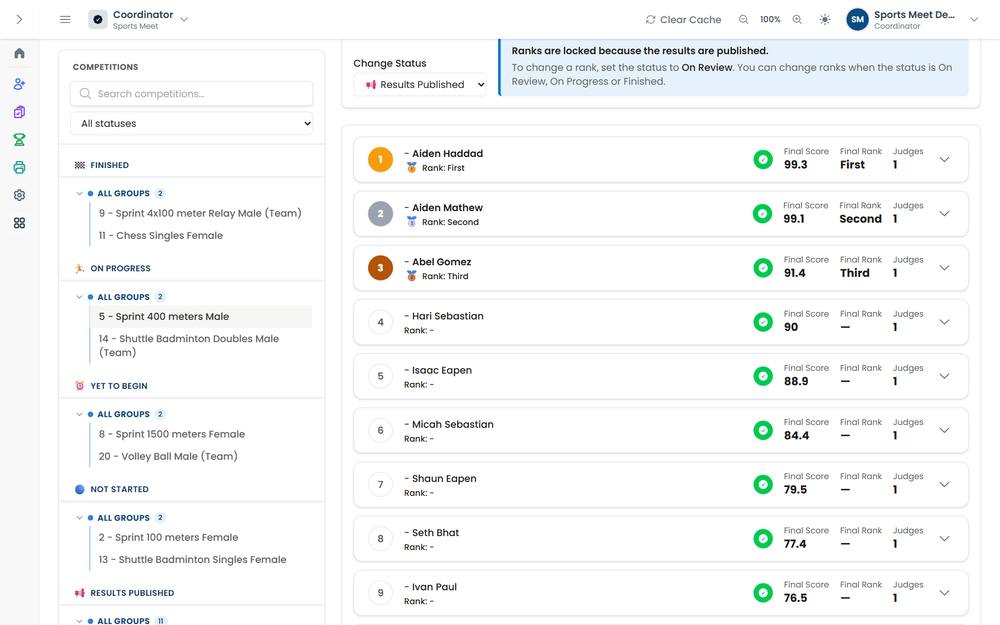 Coordinator
Sports Meet
Clear Cache
100%
SM
Sports Meet De...
Coordinator
COMPETITIONS
Search competitions...
All statuses
FINISHED
ALL GROUPS 2
9 - Sprint 4x100 meter Relay Male (Team)
11 - Chess Singles Female
ON PROGRESS
ALL GROUPS 2
5 - Sprint 400 meters Male
14 - Shuttle Badminton Doubles Male
(Team)
YET TO BEGIN
ALL GROUPS 2
8 - Sprint 1500 meters Female
20 - Volley Ball Male (Team)
NOT STARTED
ALL GROUPS 2
2 - Sprint 100 meters Female
13 - Shuttle Badminton Singles Female
RESULTS PUBLISHED
ALL GROUPS 11
Change Status
Results Published
Ranks are locked because the results are published.
To change a rank, set the status to On Review. You can change ranks when the status is On
Review, On Progress or Finished.
1
- Aiden Haddad
Rank: First
Final Score Final Rank Judges
99.3 First 1
2
- Aiden Mathew
Rank: Second
Final Score Final Rank Judges
99.1 Second 1
3
- Abel Gomez
Rank: Third
Final Score Final Rank Judges
91.4 Third 1
4
- Hari Sebastian
Rank: -
Final Score Final Rank Judges
90 — 1
5
- Isaac Eapen
Rank: -
Final Score Final Rank Judges
88.9 — 1
6
- Micah Sebastian
Rank: -
Final Score Final Rank Judges
84.4 — 1
7
- Shaun Eapen
Rank: -
Final Score Final Rank Judges
79.5 — 1
8
- Seth Bhat
Rank: -
Final Score Final Rank Judges
77.4 — 1
9
- Ivan Paul
Rank: -
Final Score Final Rank Judges
76.5 — 1